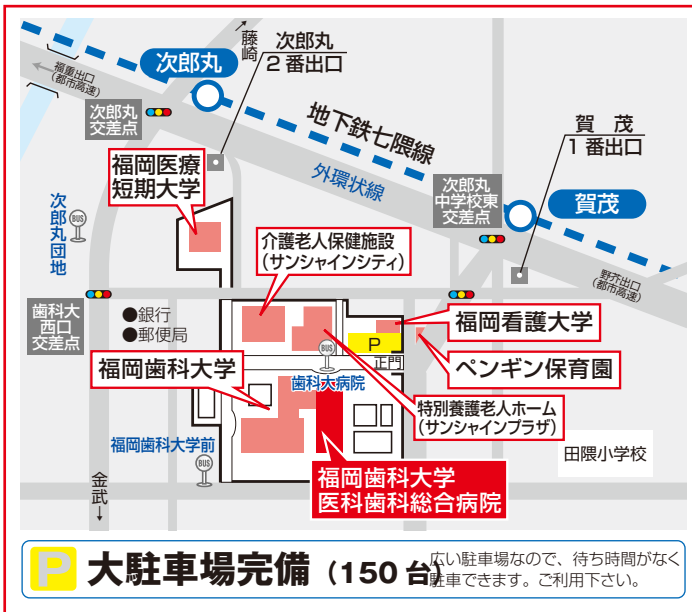 藤崎
次郎丸
2番出口
次郎丸
福重出口
(都市高速)
次郎丸
交差点
地下鉄七隈線
賀 茂
1番出口
福岡医療
短期大学
外環状線
次郎丸
中学校東
交差点
賀茂
次郎丸団地
BUS
介護老人保健施設
(サンシャインシティ)
野芥出口
(都市高速)
歯科大
西口
交差点
●銀行
●郵便局
福岡看護大学
P
正門
BUS
福岡歯科大学
歯科大病院
ペンギン保育園
特別養護老人ホーム
(サンシャインプラザ)
福岡歯科大学前
BUS
田隈小学校
福岡歯科大学
医科歯科総合病院
金武
P
大駐車場完備(150台)
広い駐車場なので、待ち時間がなく
駐車できます。ご利用下さい。